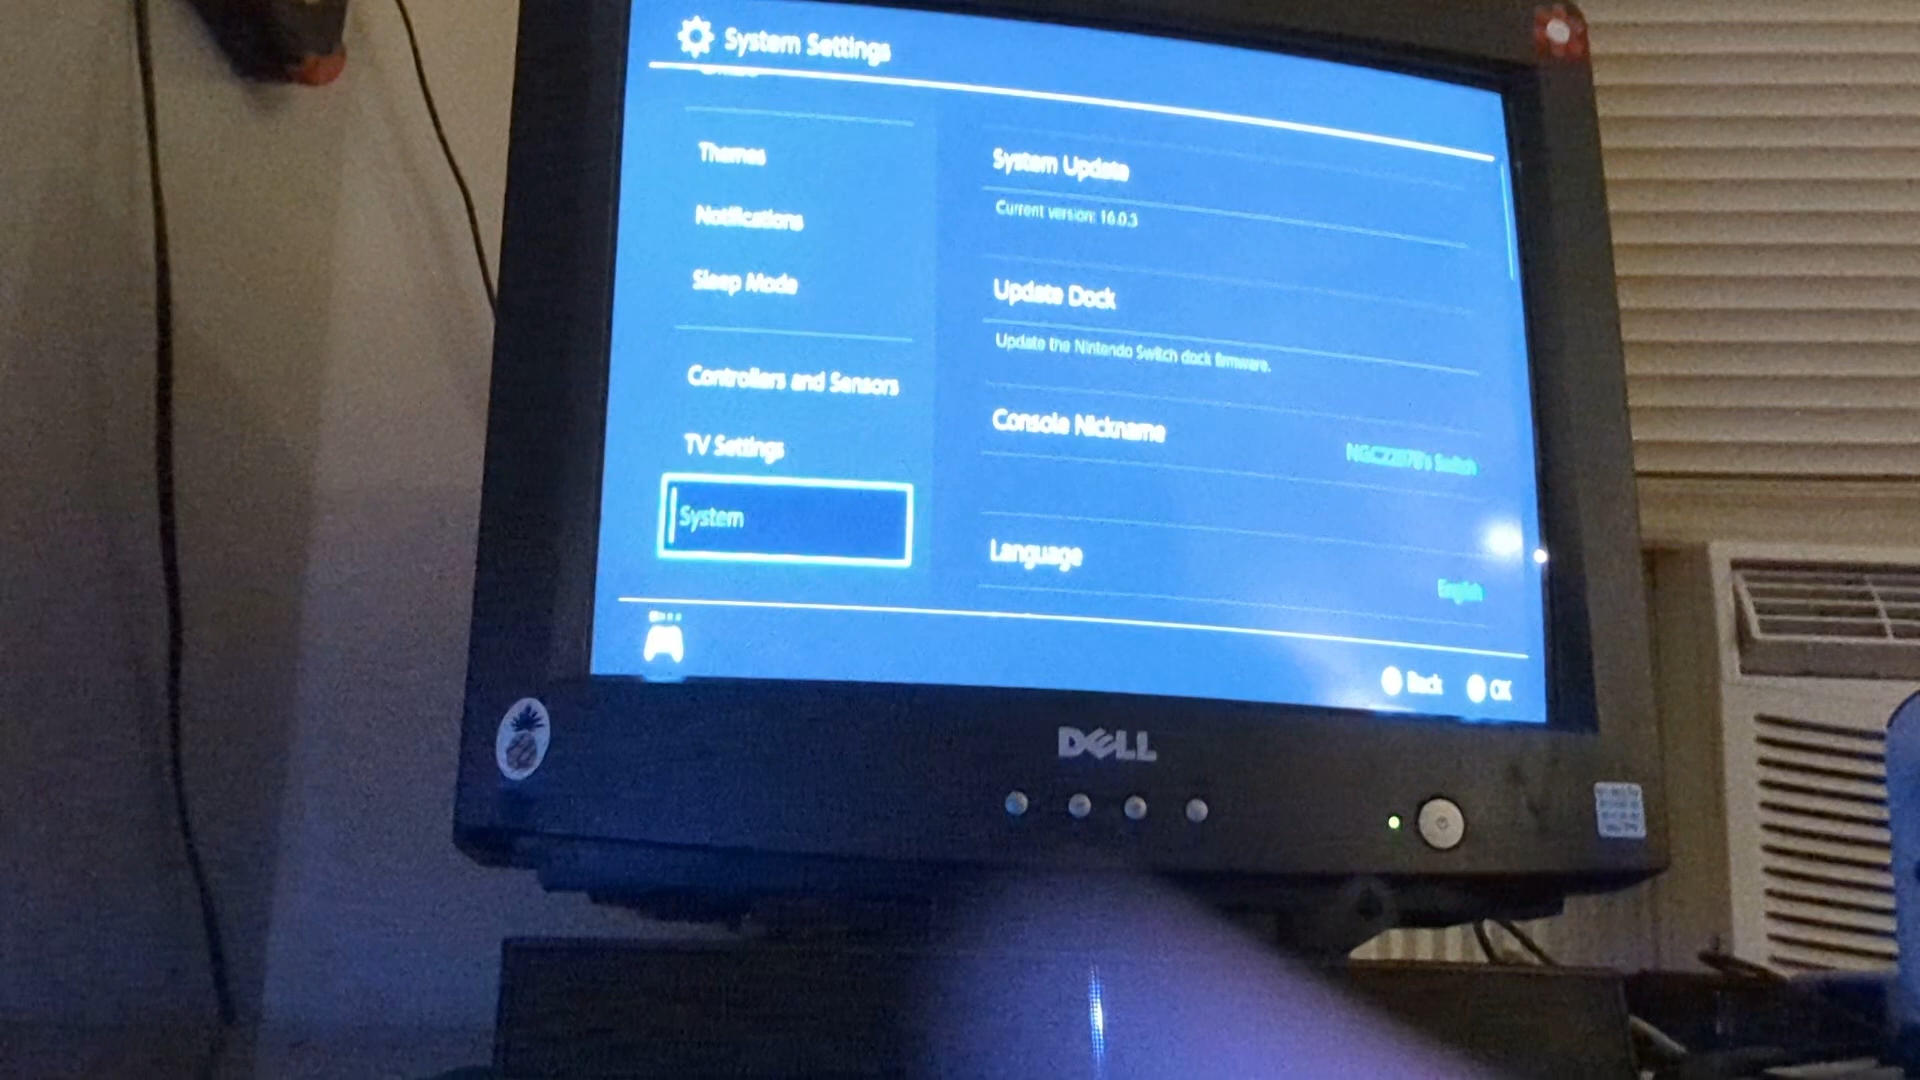 System Settings
Themes
Notifications
Sleep Mode
Controllers and Sensors
TV Settings
System
System Update
Current version: 16.0.3
Update Dock
Update the Nintendo Switch dock firmware.
Console Nickname
Switch
Language
English
Back
OK
DELL